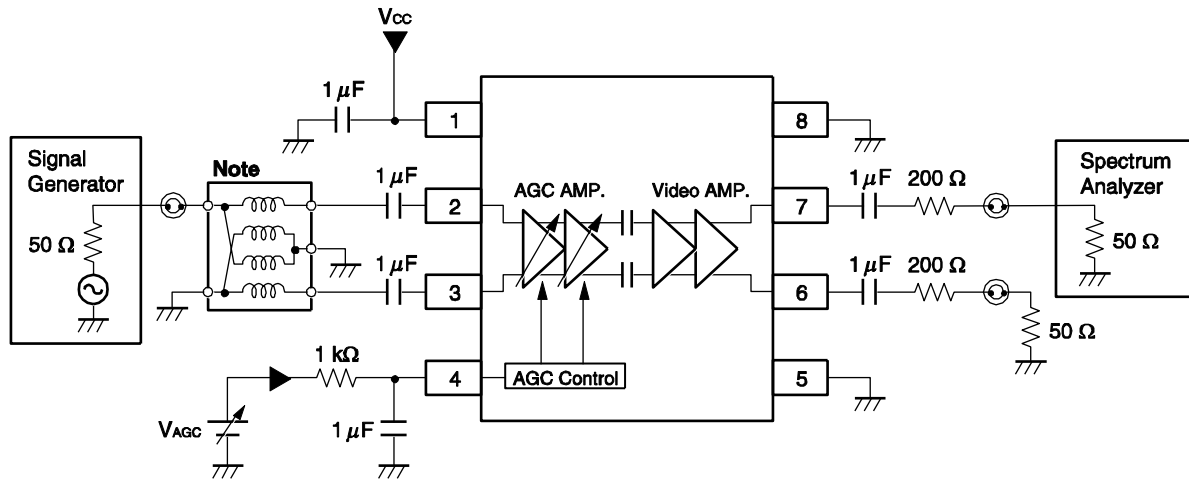 VCC
1 μF
1
8
Signal
Generator
50 Ω
Note
1 μF
2
AGC AMP.
Video AMP.
7
1 μF
200 Ω
Spectrum
Analyzer
50 Ω
1 μF
3
6
1 μF
200 Ω
50 Ω
1 kΩ
4
AGC Control
5
VAGC
1 μF